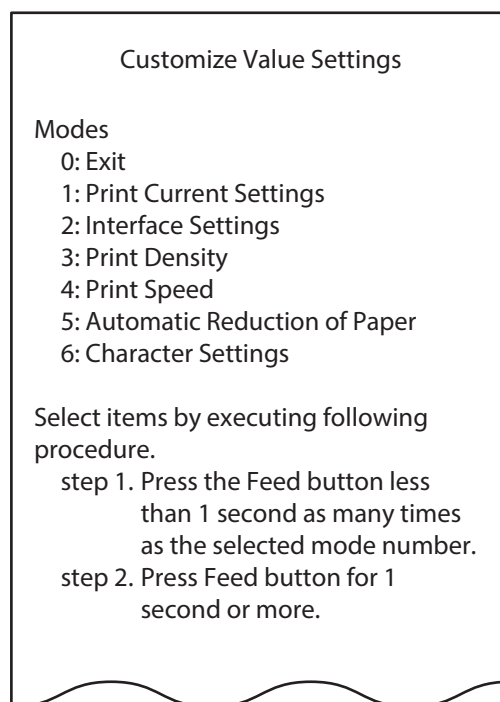 Customize Value Settings
Modes
0: Exit
1: Print Current Settings
2: Interface Settings
3: Print Density
4: Print Speed
5: Automatic Reduction of Paper
6: Character Settings
Select items by executing following
procedure.
step 1. Press the Feed button less
than 1 second as many times
as the selected mode number.
step 2. Press Feed button for 1
second or more.